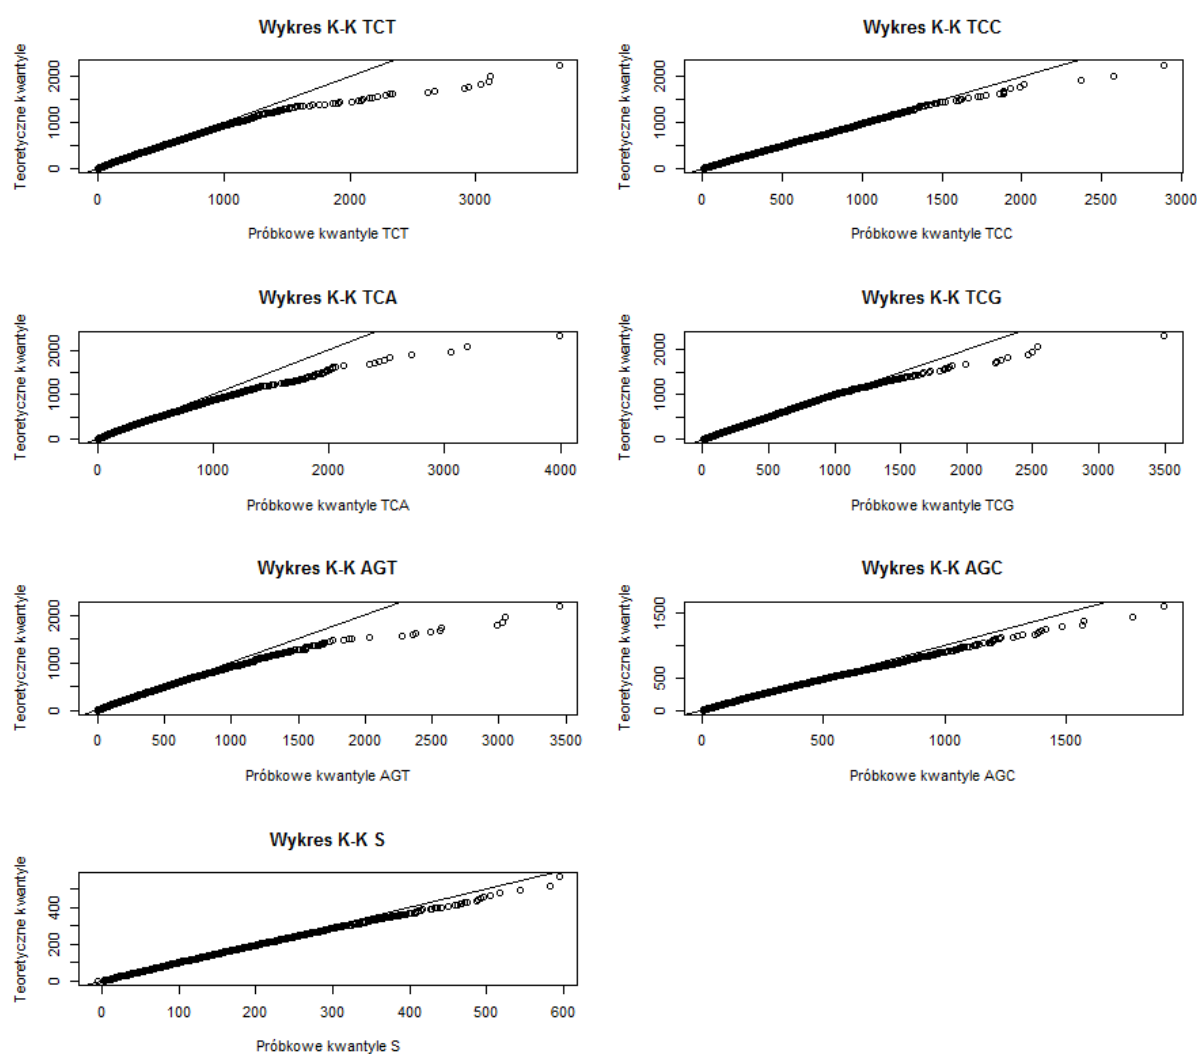 Wykres K-K TCT
Teoretyczne kwantyle
0 1000 2000
0 1000 2000 3000
Próbkowe kwantyle TCT
Wykres K-K TCC
Teoretyczne kwantyle
0 1000 2000
0 500 1000 1500 2000 2500 3000
Próbkowe kwantyle TCC
Wykres K-K TCA
Teoretyczne kwantyle
0 1000 2000
0 1000 2000 3000 4000
Próbkowe kwantyle TCA
Wykres K-K TCG
Teoretyczne kwantyle
0 1000 2000
0 500 1000 1500 2000 2500 3000 3500
Próbkowe kwantyle TCG
Wykres K-K AGT
Teoretyczne kwantyle
0 1000 2000
0 500 1000 1500 2000 2500 3000 3500
Próbkowe kwantyle AGT
Wykres K-K AGC
Teoretyczne kwantyle
0 500 1500
0 500 1000 1500
Próbkowe kwantyle AGC
Wykres K-K S
Teoretyczne kwantyle
0 200 400
0 100 200 300 400 500 600
Próbkowe kwantyle S